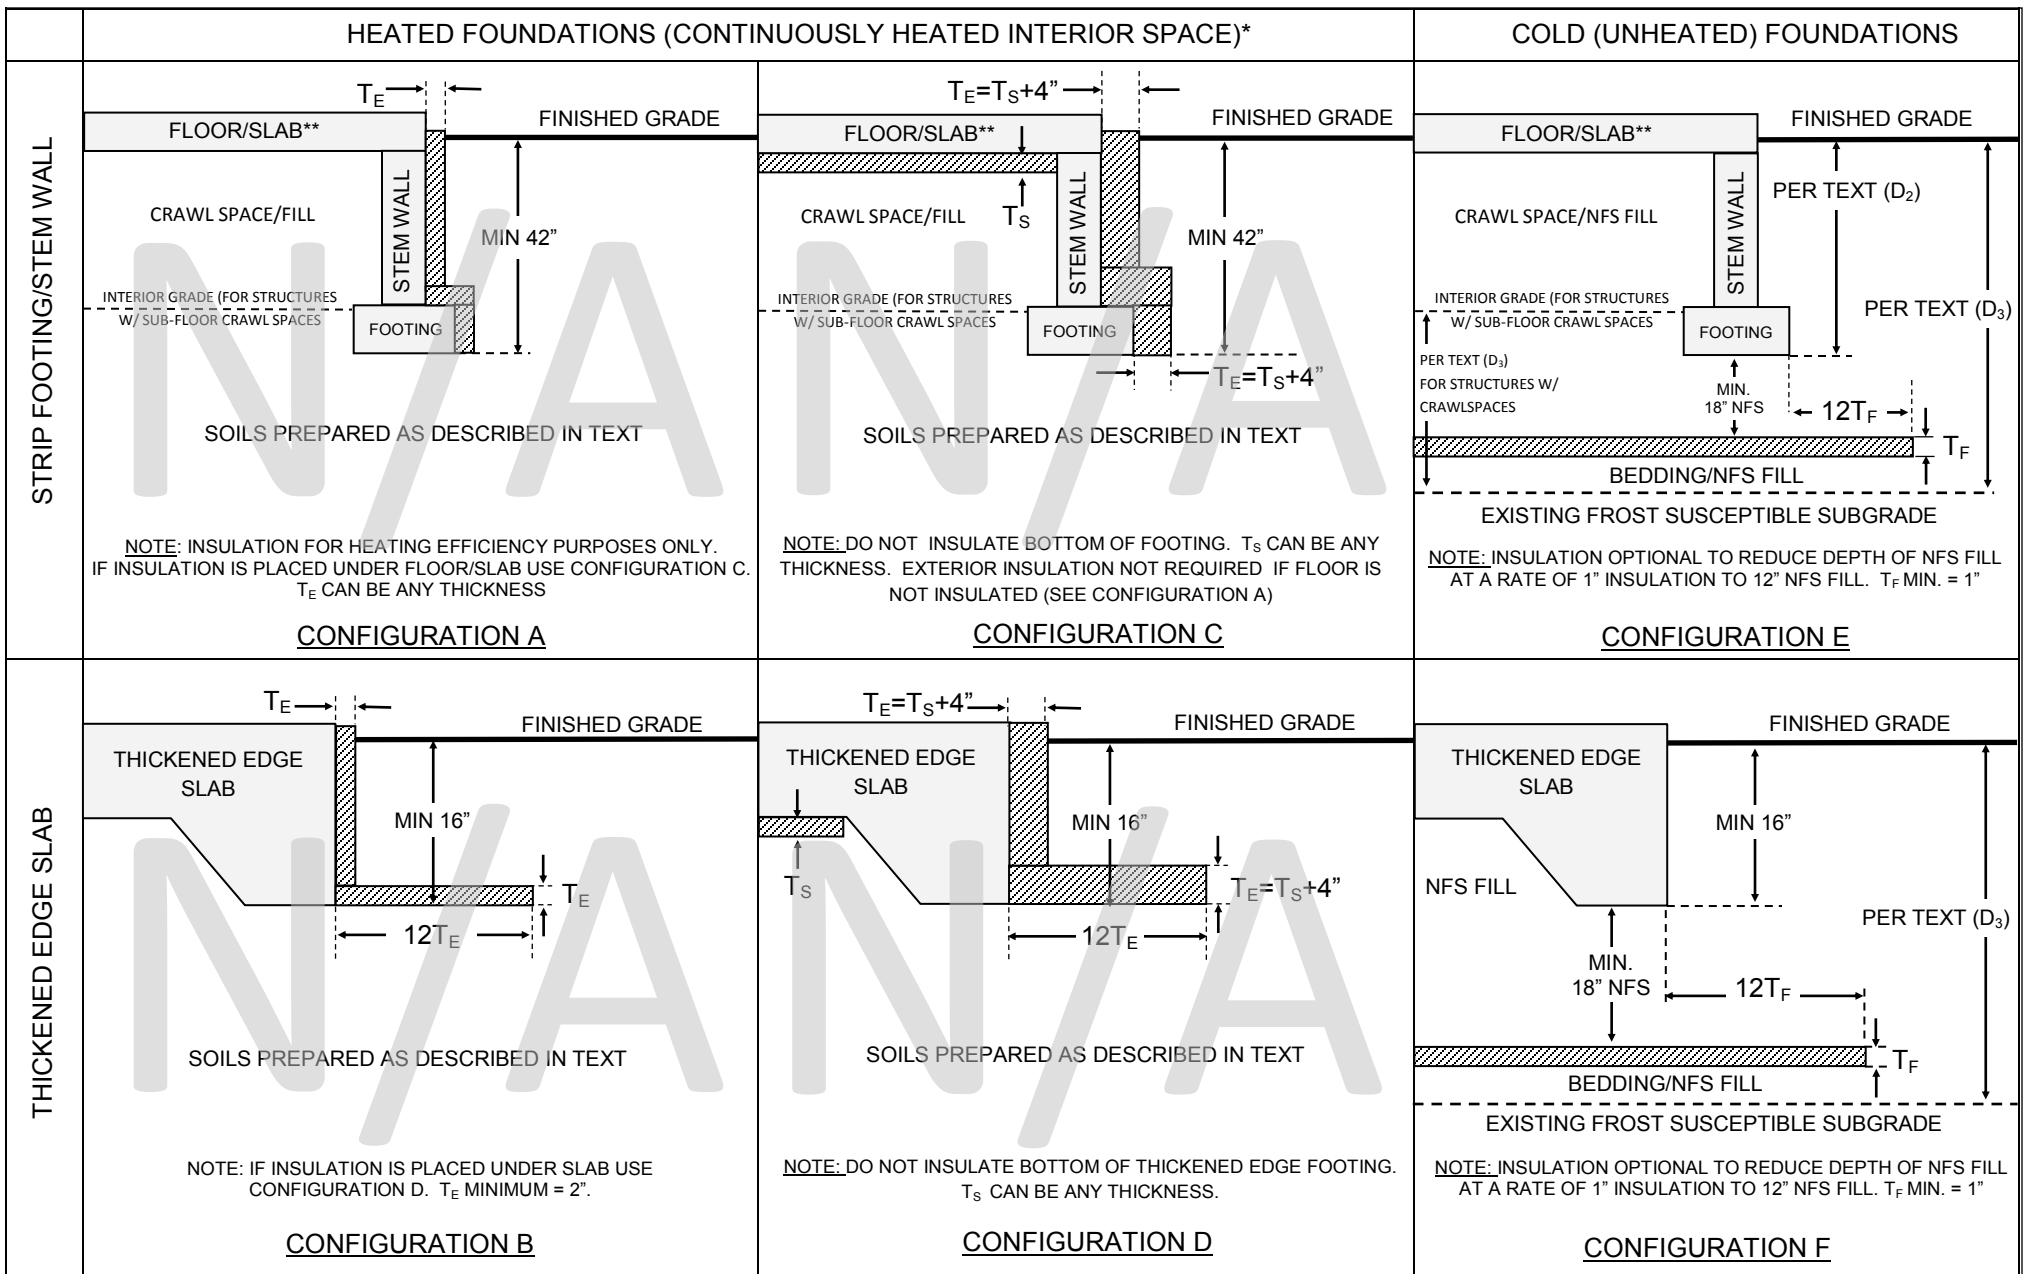 HEATED FOUNDATIONS (CONTINUOUSLY HEATED INTERIOR SPACE)*
COLD (UNHEATED) FOUNDATIONS
STRIP FOOTING/STEM WALL
TE
FLOOR/SLAB**
FINISHED GRADE
STEM WALL
CRAWL SPACE/FILL
MIN 42”
INTERIOR GRADE (FOR STRUCTURES
W/ SUB-FLOOR CRAWL SPACES
FOOTING
SOILS PREPARED AS DESCRIBED IN TEXT
N/A
NOTE: INSULATION FOR HEATING EFFICIENCY PURPOSES ONLY.
IF INSULATION IS PLACED UNDER FLOOR/SLAB USE CONFIGURATION C.
TE CAN BE ANY THICKNESS
CONFIGURATION A
TE=TS+4”
FLOOR/SLAB**
FINISHED GRADE
STEM WALL
CRAWL SPACE/FILL
TS
MIN 42”
INTERIOR GRADE (FOR STRUCTURES
W/ SUB-FLOOR CRAWL SPACES
FOOTING
TE=TS+4”
SOILS PREPARED AS DESCRIBED IN TEXT
N/A
NOTE: DO NOT INSULATE BOTTOM OF FOOTING. TS CAN BE ANY
THICKNESS. EXTERIOR INSULATION NOT REQUIRED IF FLOOR IS
NOT INSULATED (SEE CONFIGURATION A)
CONFIGURATION C
FLOOR/SLAB**
FINISHED GRADE
STEM WALL
PER TEXT (D2)
CRAWL SPACE/NFS FILL
INTERIOR GRADE (FOR STRUCTURES
W/ SUB-FLOOR CRAWL SPACES
PER TEXT (D3)
FOOTING
PER TEXT (D3)
FOR STRUCTURES W/
CRAWLSPACES
MIN.
18” NFS
12TF
TF
BEDDING/NFS FILL
EXISTING FROST SUSCEPTIBLE SUBGRADE
NOTE: INSULATION OPTIONAL TO REDUCE DEPTH OF NFS FILL
AT A RATE OF 1” INSULATION TO 12” NFS FILL. TF MIN. = 1”
CONFIGURATION E
THICKENED EDGE SLAB
TE
FINISHED GRADE
THICKENED EDGE
SLAB
MIN 16”
TE
12TE
SOILS PREPARED AS DESCRIBED IN TEXT
N/A
NOTE: IF INSULATION IS PLACED UNDER SLAB USE
CONFIGURATION D. TE MINIMUM = 2”.
CONFIGURATION B
TE=TS+4”
FINISHED GRADE
THICKENED EDGE
SLAB
MIN 16”
TS
TE=TS+4”
12TE
SOILS PREPARED AS DESCRIBED IN TEXT
N/A
NOTE: DO NOT INSULATE BOTTOM OF THICKENED EDGE FOOTING.
TS CAN BE ANY THICKNESS.
CONFIGURATION D
FINISHED GRADE
THICKENED EDGE
SLAB
MIN 16”
NFS FILL
PER TEXT (D3)
MIN.
18” NFS
12TF
TF
BEDDING/NFS FILL
EXISTING FROST SUSCEPTIBLE SUBGRADE
NOTE: INSULATION OPTIONAL TO REDUCE DEPTH OF NFS FILL
AT A RATE OF 1” INSULATION TO 12” NFS FILL. TF MIN. = 1”
CONFIGURATION F